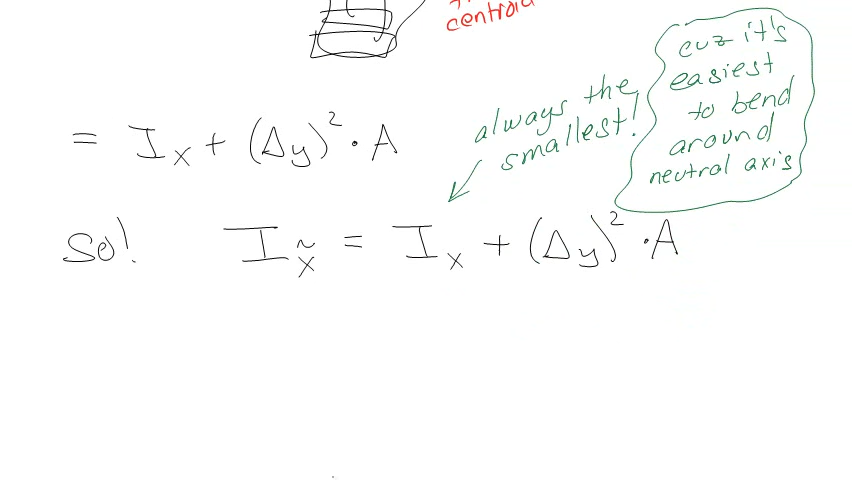 centroid
cuz it's
easiest
to bend
around
neutral axis
always the
smallest!
= I_x + (Δy)² · A
So! I_x̃ = I_x + (Δy)² · A